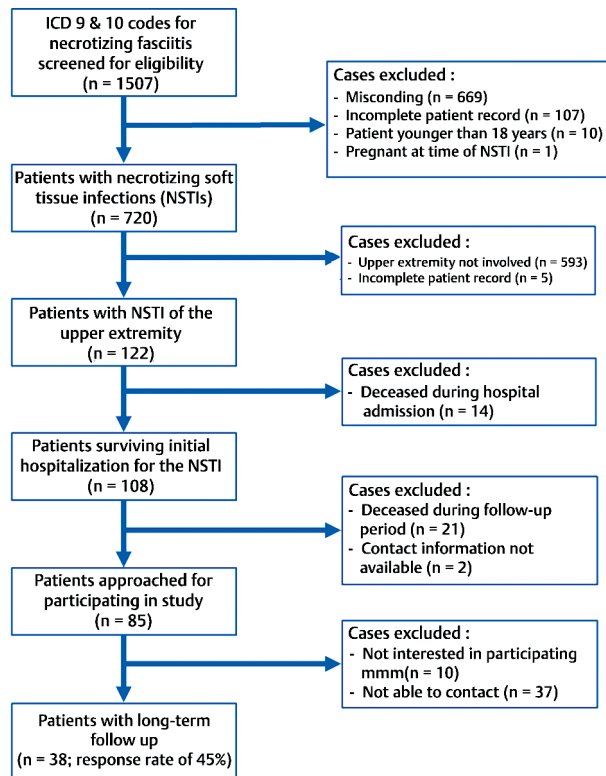 ICD 9 & 10 codes for
necrotizing fasciitis
screened for eligibility
(n = 1507)
Cases excluded :
- Misconding (n = 669)
- Incomplete patient record (n = 107)
- Patient younger than 18 years (n = 10)
- Pregnant at time of NSTI (n = 1)
Patients with necrotizing soft
tissue infections (NSTIs)
(n = 720)
Cases excluded :
- Upper extremity not involved (n = 593)
- Incomplete patient record (n = 5)
Patients with NSTI of the
upper extremity
(n = 122)
Cases excluded :
- Deceased during hospital
admission (n = 14)
Patients surviving initial
hospitalization for the NSTI
(n = 108)
Cases excluded :
- Deceased during follow-up
period (n = 21)
- Contact information not
available (n = 2)
Patients approached for
participating in study
(n = 85)
Cases excluded :
- Not interested in participating
mmm(n = 10)
- Not able to contact (n = 37)
Patients with long-term
follow up
(n = 38; response rate of 45%)